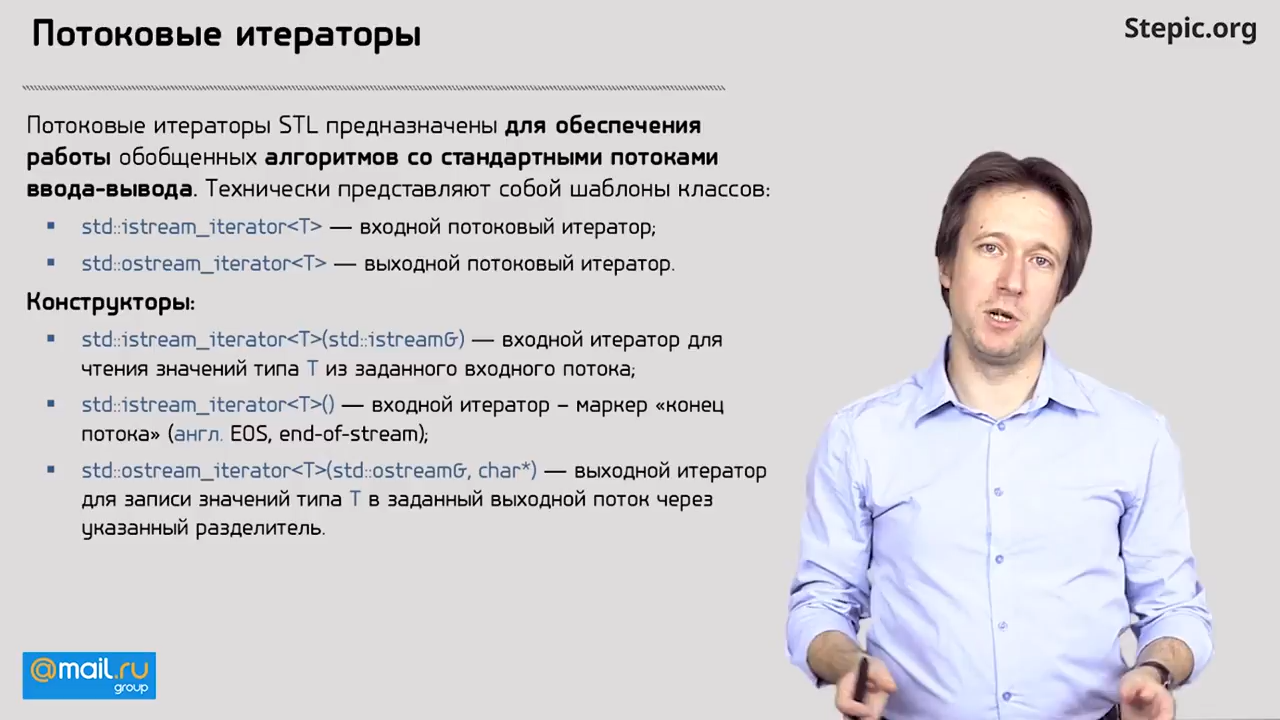 Потоковые итераторы
Stepic.org
Потоковые итераторы STL предназначены для обеспечения
работы обобщенных алгоритмов со стандартными потоками
ввода-вывода. Технически представляют собой шаблоны классов:
▪ std::istream_iterator<T> — входной потоковый итератор;
▪ std::ostream_iterator<T> — выходной потоковый итератор.
Конструкторы:
▪ std::istream_iterator<T>(std::istream&) — входной итератор для
чтения значений типа T из заданного входного потока;
▪ std::istream_iterator<T>() — входной итератор – маркер «конец
потока» (англ. EOS, end-of-stream);
▪ std::ostream_iterator<T>(std::ostream&, char*) — выходной итератор
для записи значений типа T в заданный выходной поток через
указанный разделитель.
@mail.ru
group